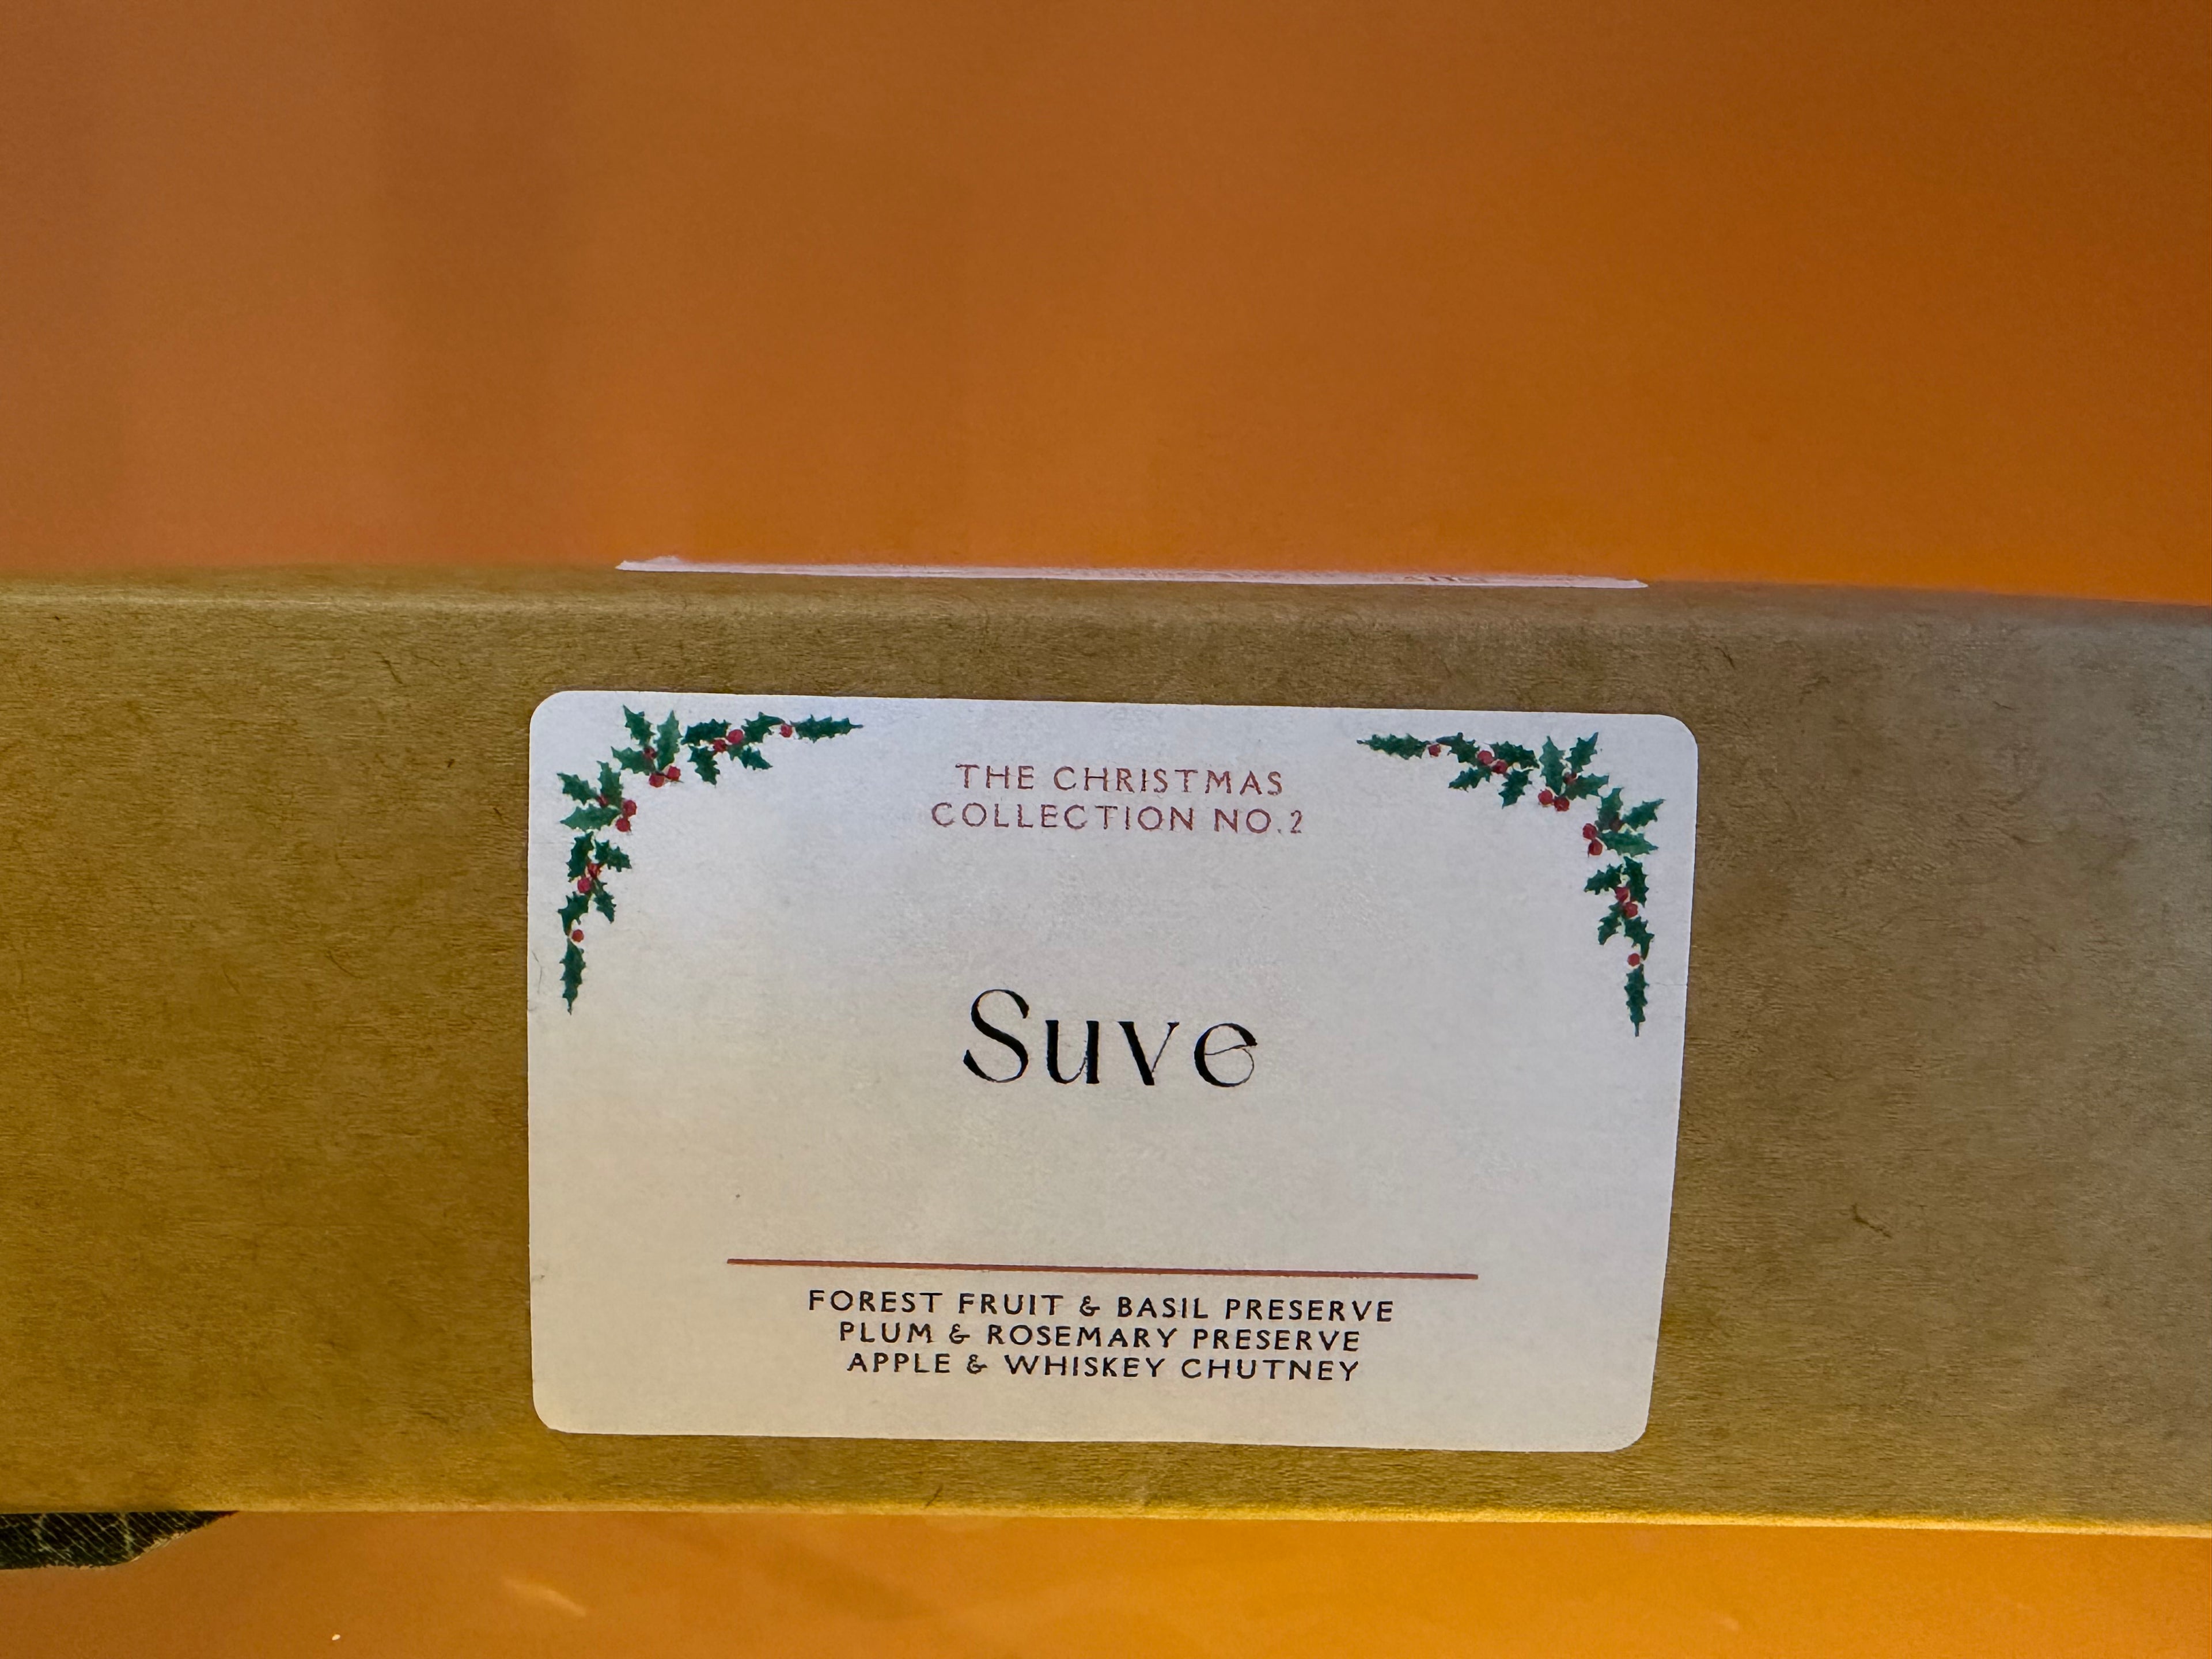 THE CHRISTMAS
COLLECTION NO.2
Suve
FOREST FRUIT & BASIL PRESERVE
PLUM & ROSEMARY PRESERVE
APPLE & WHISKEY CHUTNEY